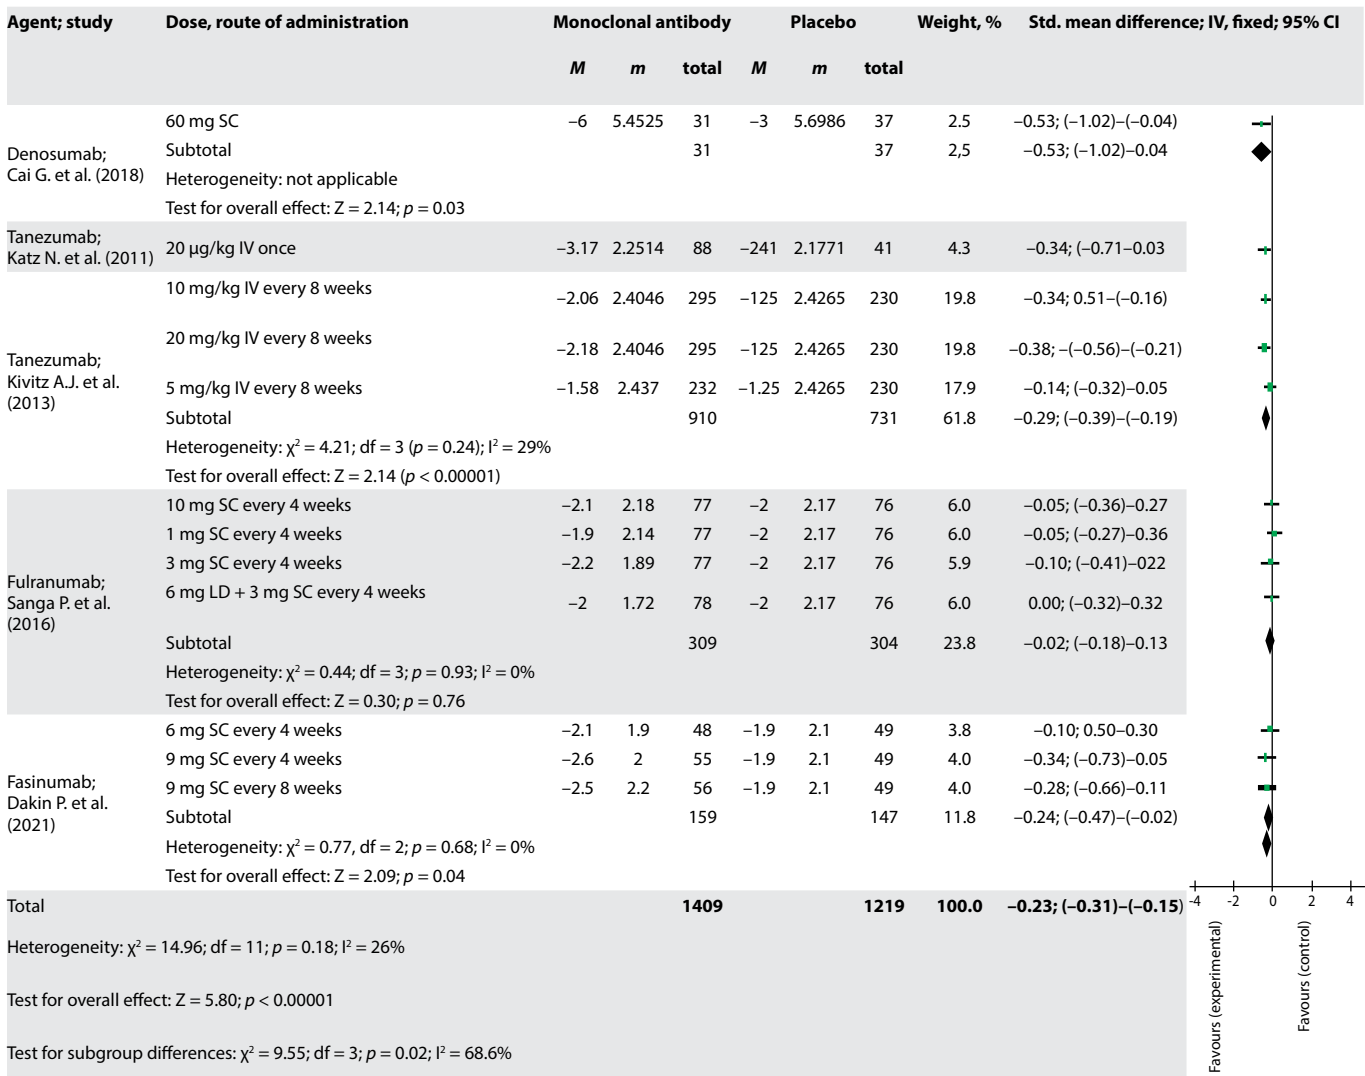 Agent; study Dose, route of administration Monoclonal antibody Placebo Weight, % Std. mean difference; IV, fixed; 95% CI
M m total M m total
Denosumab;
Cai G. et al. (2018)
60 mg SC –6 5.4525 31 –3 5.6986 37 2.5 –0.53; (–1.02)–(–0.04)
Subtotal 31 37 2,5 –0.53; (–1.02)–0.04
Heterogeneity: not applicable
Test for overall effect: Z = 2.14; p = 0.03
Tanezumab;
Katz N. et al. (2011)
20 µg/kg IV once –3.17 2.2514 88 –241 2.1771 41 4.3 –0.34; (–0.71–0.03
Tanezumab;
Kivitz A.J. et al.
(2013)
10 mg/kg IV every 8 weeks –2.06 2.4046 295 –125 2.4265 230 19.8 –0.34; 0.51–(–0.16)
20 mg/kg IV every 8 weeks –2.18 2.4046 295 –125 2.4265 230 19.8 –0.38; –(–0.56)–(–0.21)
5 mg/kg IV every 8 weeks –1.58 2.437 232 –1.25 2.4265 230 17.9 –0.14; (–0.32)–0.05
Subtotal 910 731 61.8 –0.29; (–0.39)–(–0.19)
Heterogeneity: χ² = 4.21; df = 3 (p = 0.24); I² = 29%
Test for overall effect: Z = 2.14 (p < 0.00001)
Fulranumab;
Sanga P. et al.
(2016)
10 mg SC every 4 weeks –2.1 2.18 77 –2 2.17 76 6.0 –0.05; (–0.36)–0.27
1 mg SC every 4 weeks –1.9 2.14 77 –2 2.17 76 6.0 –0.05; (–0.27)–0.36
3 mg SC every 4 weeks –2.2 1.89 77 –2 2.17 76 5.9 –0.10; (–0.41)–022
6 mg LD + 3 mg SC every 4 weeks –2 1.72 78 –2 2.17 76 6.0 0.00; (–0.32)–0.32
Subtotal 309 304 23.8 –0.02; (–0.18)–0.13
Heterogeneity: χ² = 0.44; df = 3; p = 0.93; I² = 0%
Test for overall effect: Z = 0.30; p = 0.76
Fasinumab;
Dakin P. et al.
(2021)
6 mg SC every 4 weeks –2.1 1.9 48 –1.9 2.1 49 3.8 –0.10; 0.50–0.30
9 mg SC every 4 weeks –2.6 2 55 –1.9 2.1 49 4.0 –0.34; (–0.73)–0.05
9 mg SC every 8 weeks –2.5 2.2 56 –1.9 2.1 49 4.0 –0.28; (–0.66)–0.11
Subtotal 159 147 11.8 –0.24; (–0.47)–(–0.02)
Heterogeneity: χ² = 0.77, df = 2; p = 0.68; I² = 0%
Test for overall effect: Z = 2.09; p = 0.04
Total 1409 1219 100.0 –0.23; (–0.31)–(–0.15)
-4 -2 0 2 4
Heterogeneity: χ² = 14.96; df = 11; p = 0.18; I² = 26%
Test for overall effect: Z = 5.80; p < 0.00001
Test for subgroup differences: χ² = 9.55; df = 3; p = 0.02; I² = 68.6%
Favours (experimental)
Favours (control)